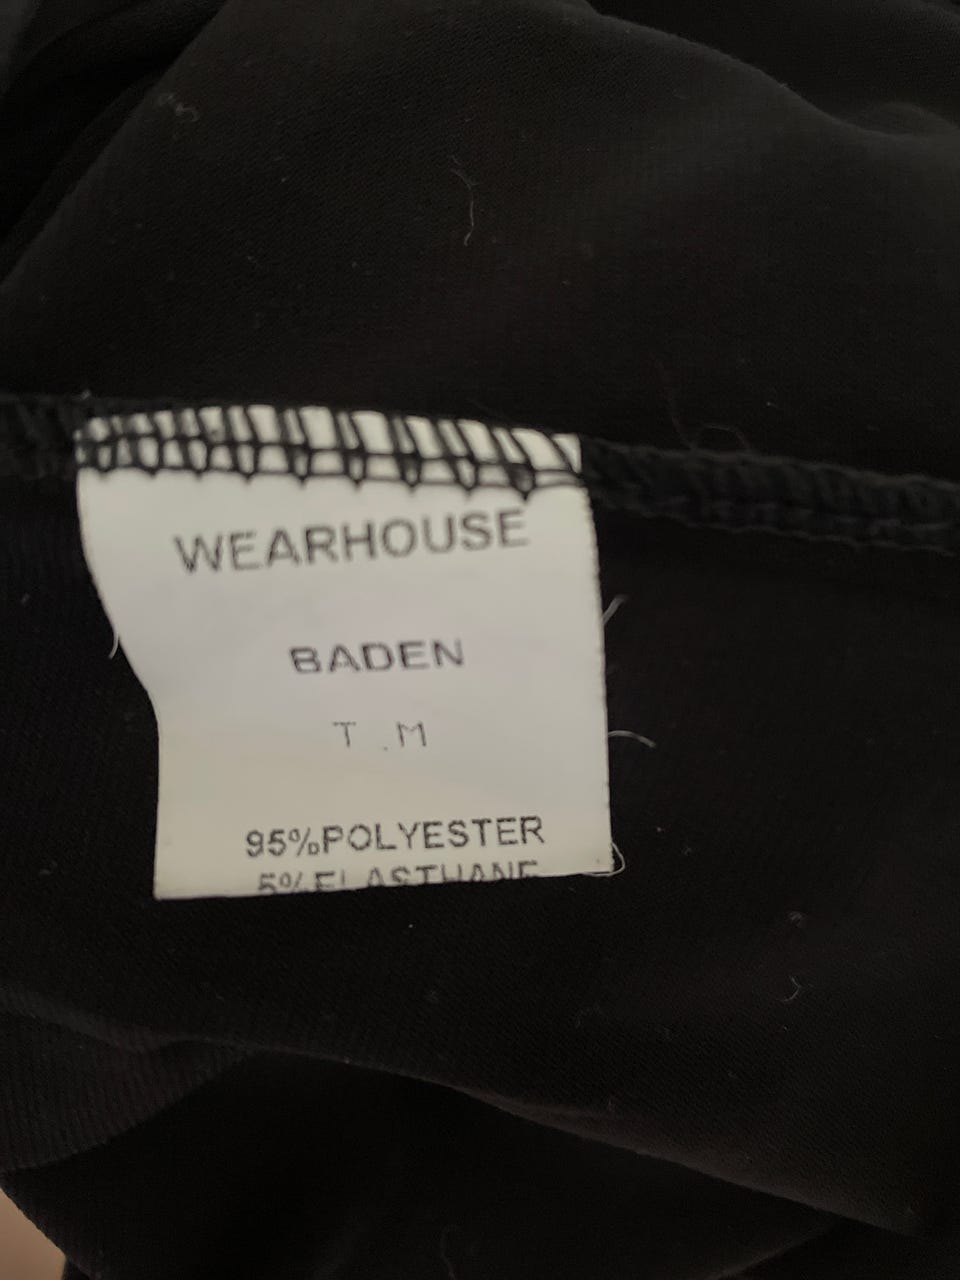 WEARHOUSE
BADEN
T .M
95%POLYESTER
5%ELASTHANE